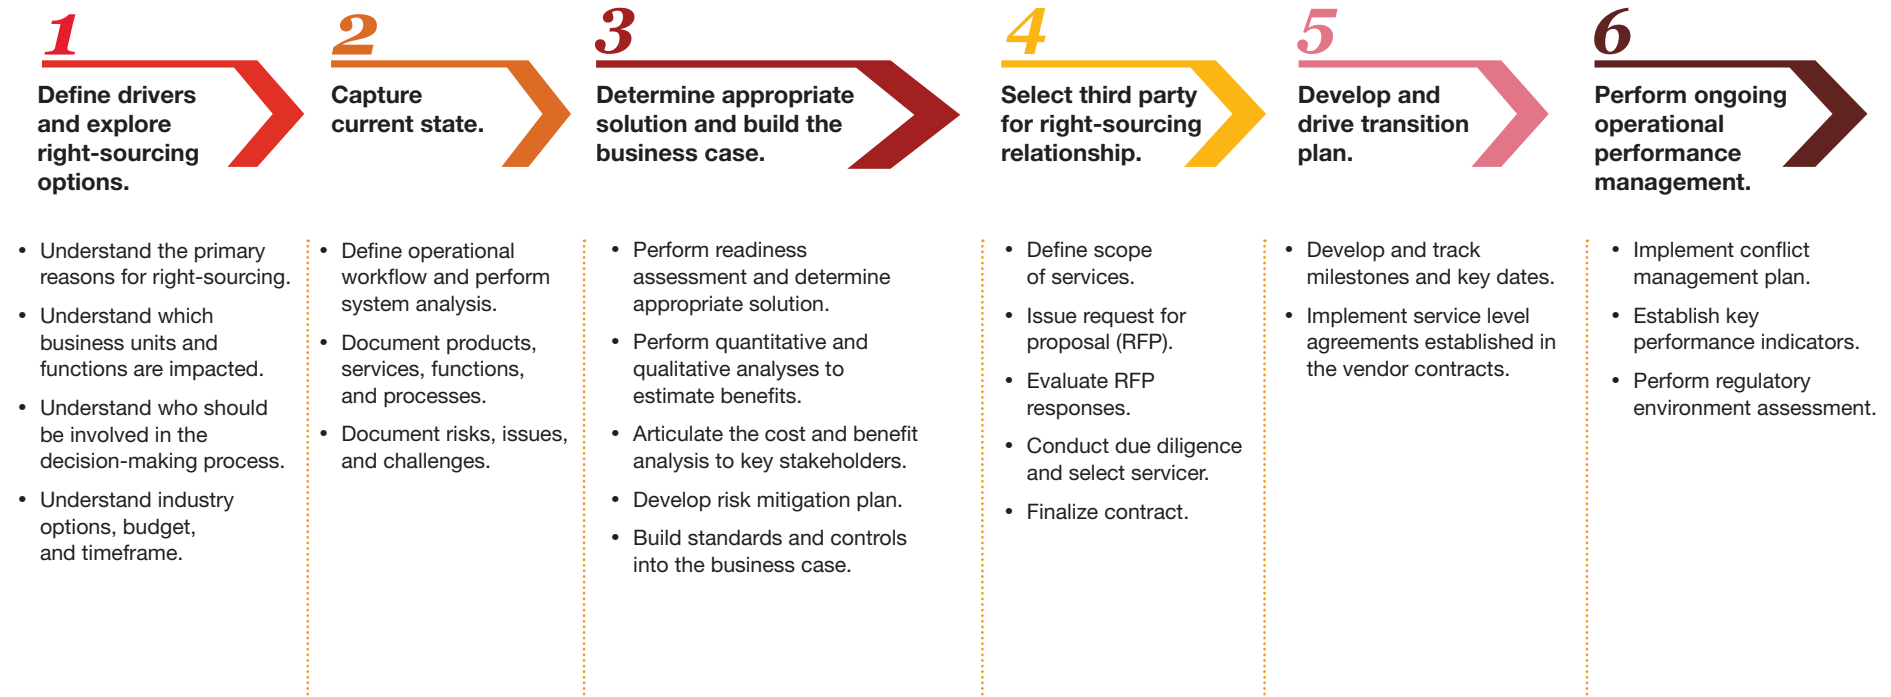 1
Define drivers
and explore
right-sourcing
options.
• Understand the primary
reasons for right-sourcing.
• Understand which
business units and
functions are impacted.
• Understand who should
be involved in the
decision-making process.
• Understand industry
options, budget,
and timeframe.
2
Capture
current state.
• Define operational
workflow and perform
system analysis.
• Document products,
services, functions,
and processes.
• Document risks, issues,
and challenges.
3
Determine appropriate
solution and build the
business case.
• Perform readiness
assessment and determine
appropriate solution.
• Perform quantitative and
qualitative analyses to
estimate benefits.
• Articulate the cost and benefit
analysis to key stakeholders.
• Develop risk mitigation plan.
• Build standards and controls
into the business case.
4
Select third party
for right-sourcing
relationship.
• Define scope
of services.
• Issue request for
proposal (RFP).
• Evaluate RFP
responses.
• Conduct due diligence
and select servicer.
• Finalize contract.
5
Develop and
drive transition
plan.
• Develop and track
milestones and key dates.
• Implement service level
agreements established in
the vendor contracts.
6
Perform ongoing
operational
performance
management.
• Implement conflict
management plan.
• Establish key
performance indicators.
• Perform regulatory
environment assessment.